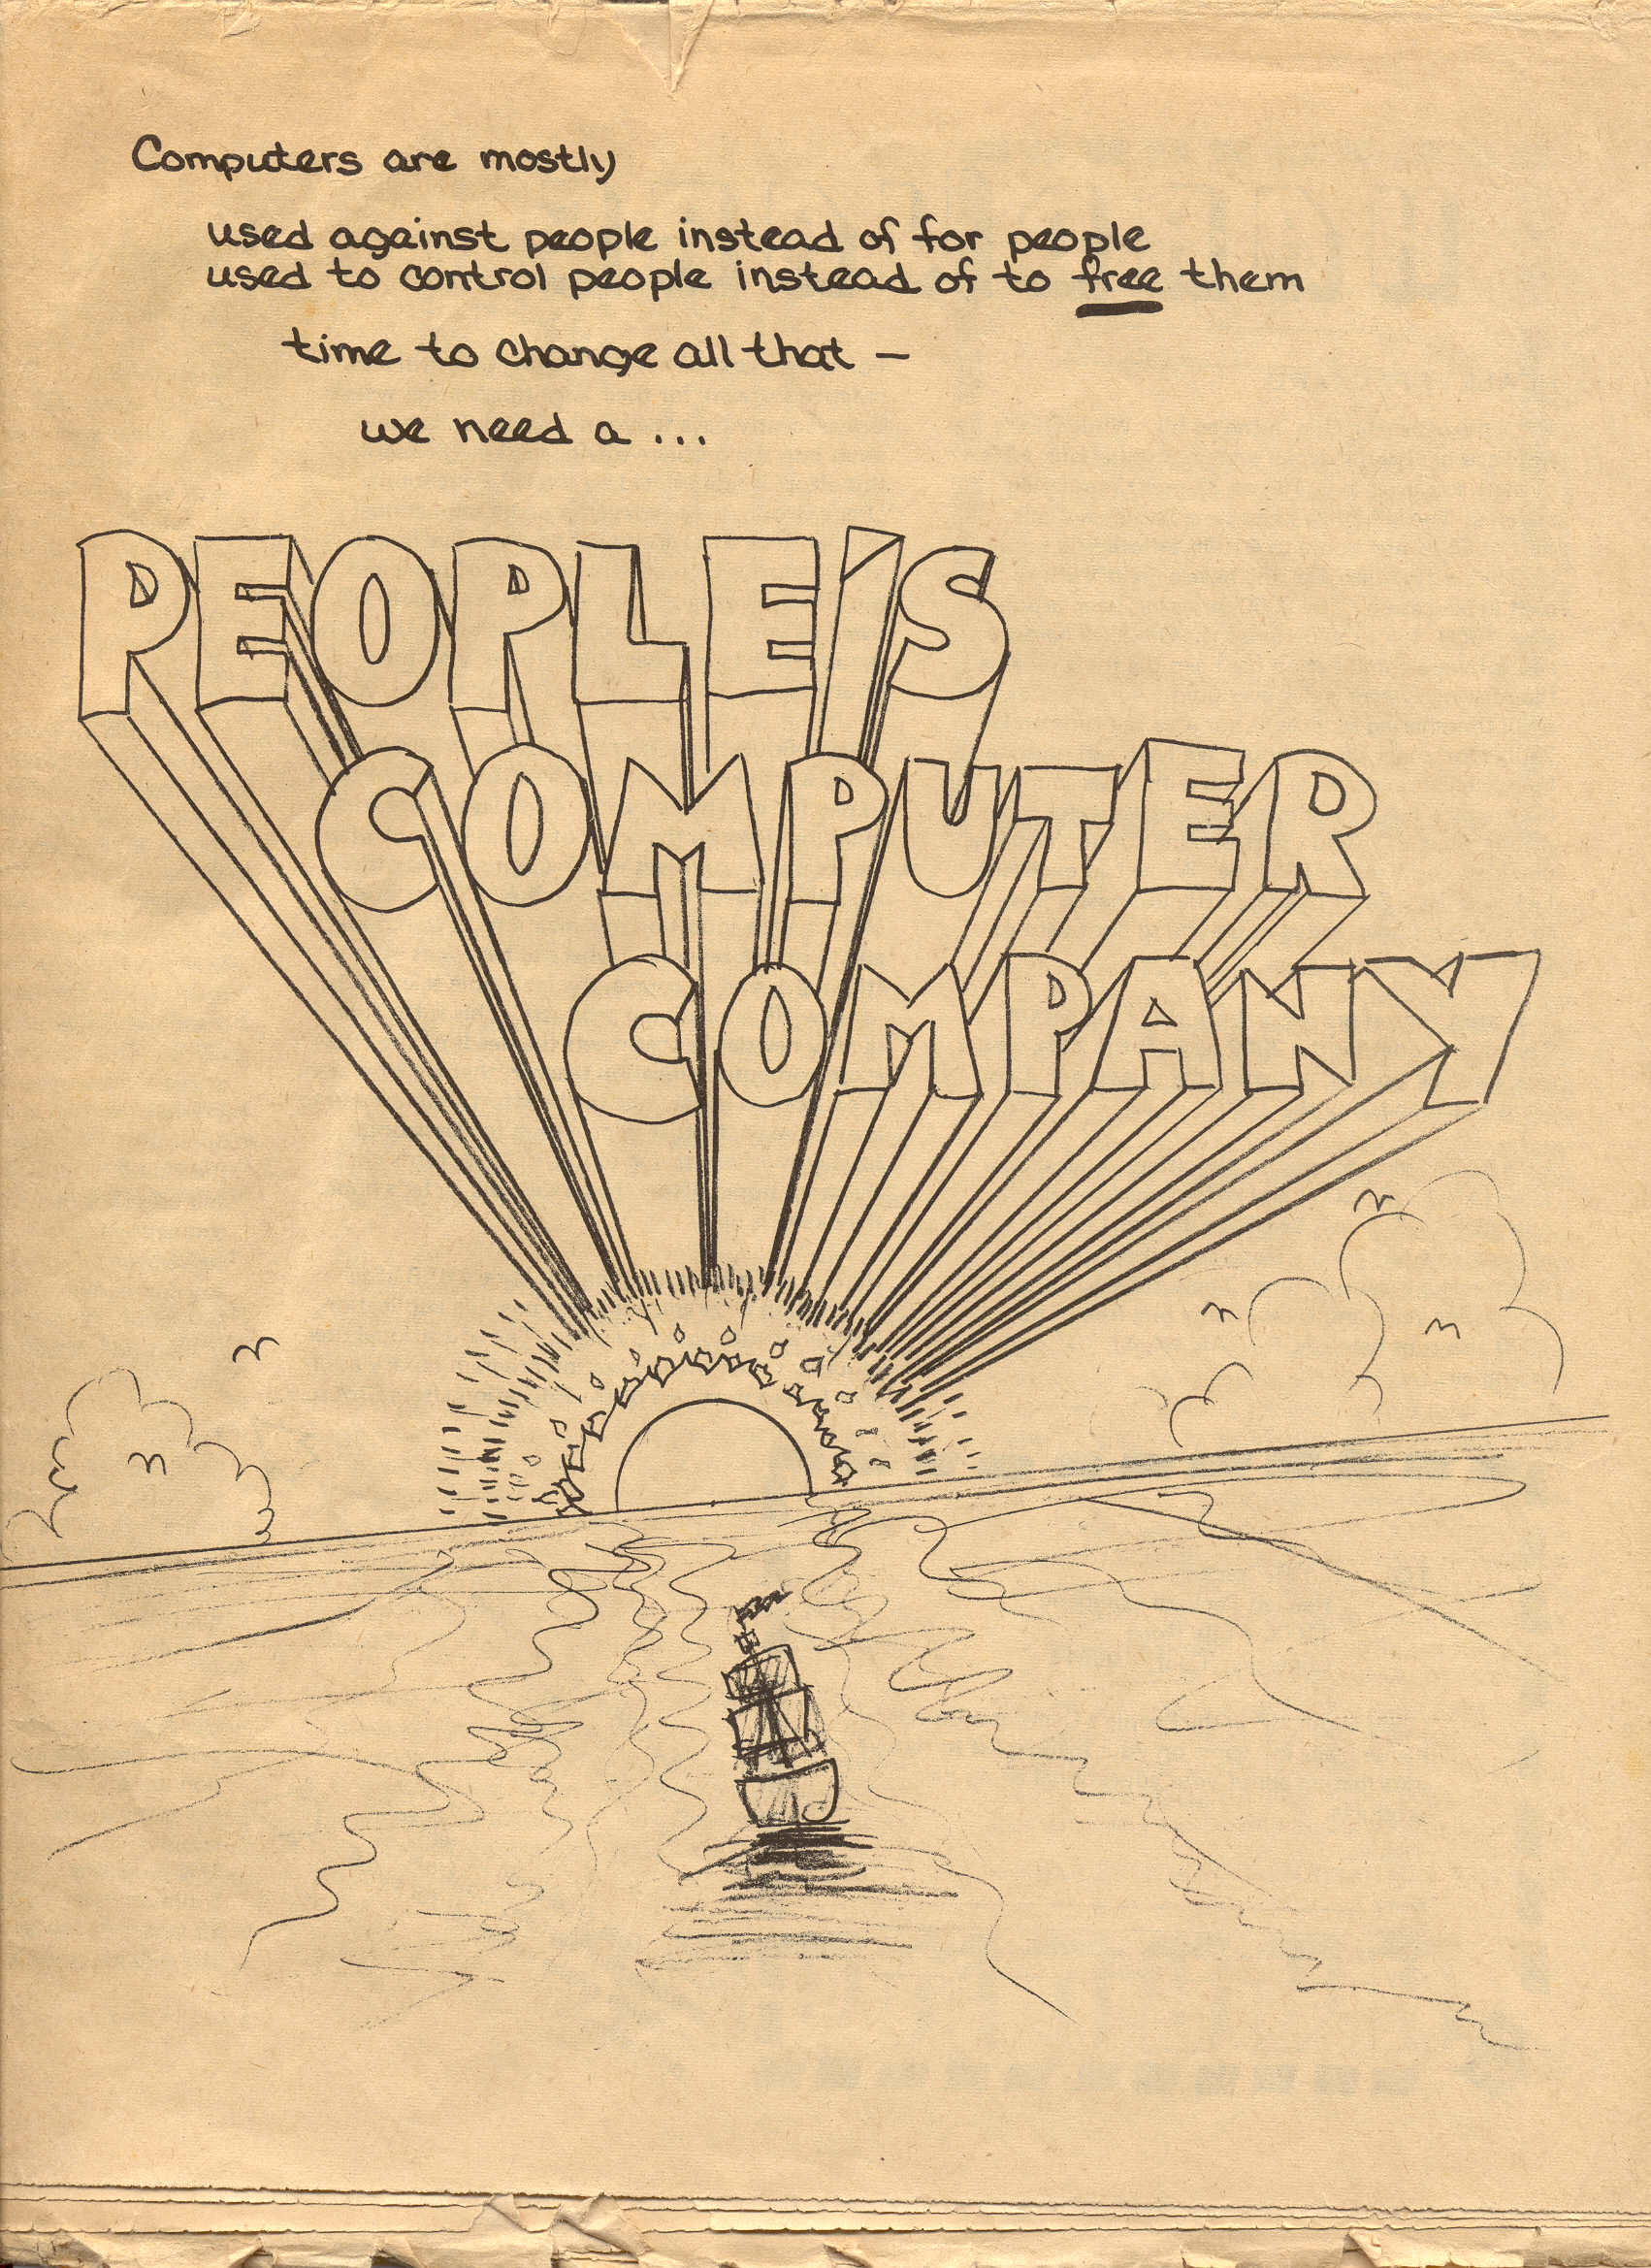 Computers are mostly
used against people instead of for people
used to control people instead of to free them
time to change all that —
we need a ...
PEOPLE'S
COMPUTER
COMPANY